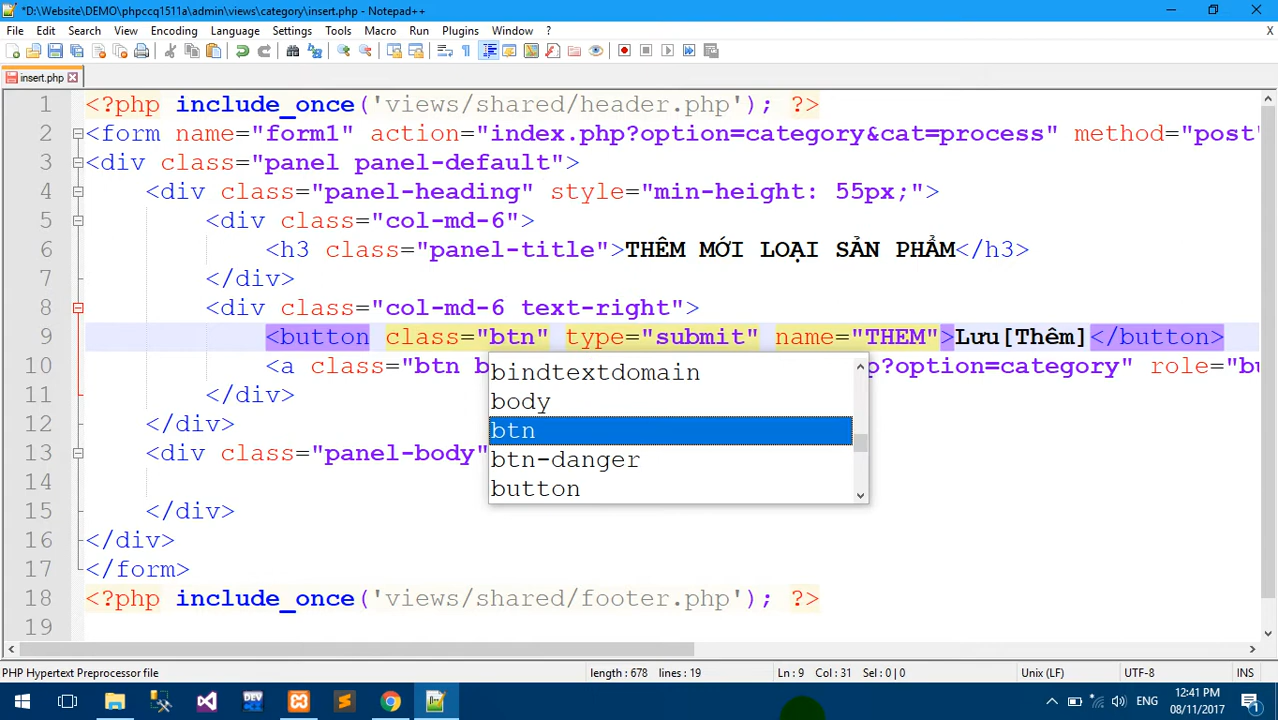 *D:\Website\DEMO\phpccq1511a\admin\views\category\insert.php - Notepad++
File Edit Search View Encoding Language Settings Tools Macro Run Plugins Window ? X
insert.php
1 <?php include_once('views/shared/header.php'); ?>
2 <form name="form1" action="index.php?option=category&cat=process" method="post"
3 <div class="panel panel-default">
4 <div class="panel-heading" style="min-height: 55px;">
5 <div class="col-md-6">
6 <h3 class="panel-title">THÊM MỚI LOẠI SẢN PHẨM</h3>
7 </div>
8 <div class="col-md-6 text-right">
9 <button class="btn" type="submit" name="THEM">Lưu[Thêm]</button>
10 <a class="btn b p?option=category" role="bu
bindtextdomain
body
btn
btn-danger
button
11 </div>
12 </div>
13 <div class="panel-body"
14
15 </div>
16 </div>
17 </form>
18 <?php include_once('views/shared/footer.php'); ?>
19
PHP Hypertext Preprocessor file length : 678 lines : 19 Ln : 9 Col : 31 Sel : 0 | 0 Unix (LF) UTF-8 INS
ENG
12:41 PM
08/11/2017